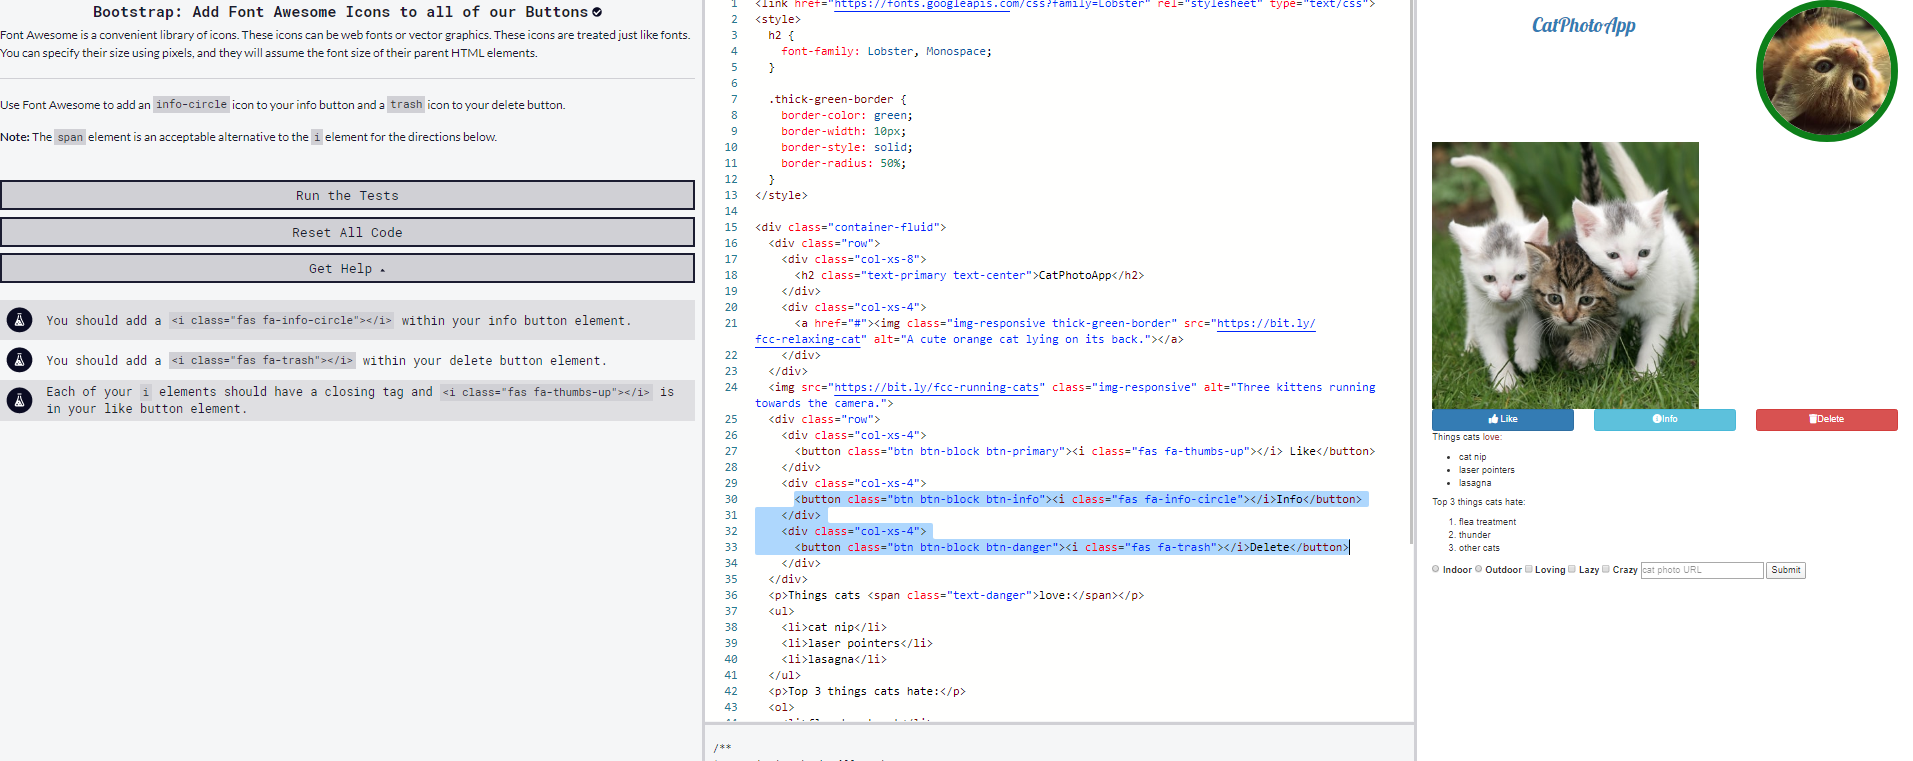 Bootstrap: Add Font Awesome Icons to all of our Buttons
Font Awesome is a convenient library of icons. These icons can be web fonts or vector graphics. These icons are treated just like fonts.
You can specify their size using pixels, and they will assume the font size of their parent HTML elements.
Use Font Awesome to add an info-circle icon to your info button and a trash icon to your delete button.
Note: The span element is an acceptable alternative to the i element for the directions below.
Run the Tests
Reset All Code
Get Help
You should add a <i class="fas fa-info-circle"></i> within your info button element.
You should add a <i class="fas fa-trash"></i> within your delete button element.
Each of your i elements should have a closing tag and <i class="fas fa-thumbs-up"></i> is
in your like button element.
1 <link href="https://fonts.googleapis.com/css?family=Lobster" rel="stylesheet" type="text/css">
2 <style>
3 h2 {
4 font-family: Lobster, Monospace;
5 }
6
7 .thick-green-border {
8 border-color: green;
9 border-width: 10px;
10 border-style: solid;
11 border-radius: 50%;
12 }
13 </style>
14
15 <div class="container-fluid">
16 <div class="row">
17 <div class="col-xs-8">
18 <h2 class="text-primary text-center">CatPhotoApp</h2>
19 </div>
20 <div class="col-xs-4">
21 <a href="#"><img class="img-responsive thick-green-border" src="https://bit.ly/
fcc-relaxing-cat" alt="A cute orange cat lying on its back."></a>
22 </div>
23 </div>
24 <img src="https://bit.ly/fcc-running-cats" class="img-responsive" alt="Three kittens running
towards the camera.">
25 <div class="row">
26 <div class="col-xs-4">
27 <button class="btn btn-block btn-primary"><i class="fas fa-thumbs-up"></i> Like</button>
28 </div>
29 <div class="col-xs-4">
30 <button class="btn btn-block btn-info"><i class="fas fa-info-circle"></i>Info</button>
31 </div>
32 <div class="col-xs-4">
33 <button class="btn btn-block btn-danger"><i class="fas fa-trash"></i>Delete</button>
34 </div>
35 </div>
36 <p>Things cats <span class="text-danger">love:</span></p>
37 <ul>
38 <li>cat nip</li>
39 <li>laser pointers</li>
40 <li>lasagna</li>
41 </ul>
42 <p>Top 3 things cats hate:</p>
43 <ol>
/**
CatPhotoApp
Like Info Delete
Things cats love:
cat nip
laser pointers
lasagna
Top 3 things cats hate:
1. flea treatment
2. thunder
3. other cats
Indoor Outdoor Loving Lazy Crazy cat photo URL Submit